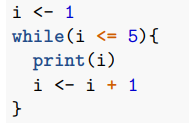 i <- 1
while(i <= 5){
  print(i)
  i <- i + 1
}